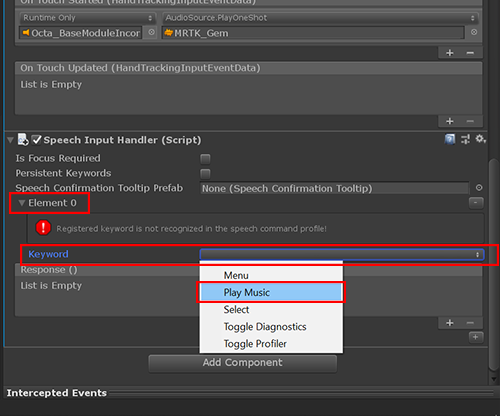 On Touch Started (HandTrackingInputEventData)
Runtime Only AudioSource.PlayOneShot
Octa_BaseModuleIncor MRTK_Gem
+ −
On Touch Updated (HandTrackingInputEventData)
List is Empty
+ −
Speech Input Handler (Script)
Is Focus Required
Persistent Keywords
Speech Confirmation Tooltip Prefab None (Speech Confirmation Tooltip)
Element 0 −
Registered keyword is not recognized in the speech command profile!
Keyword
Response ()
List is Empty
Menu
Play Music
Select
Toggle Diagnostics
Toggle Profiler
+ −
+
Add Component
Intercepted Events